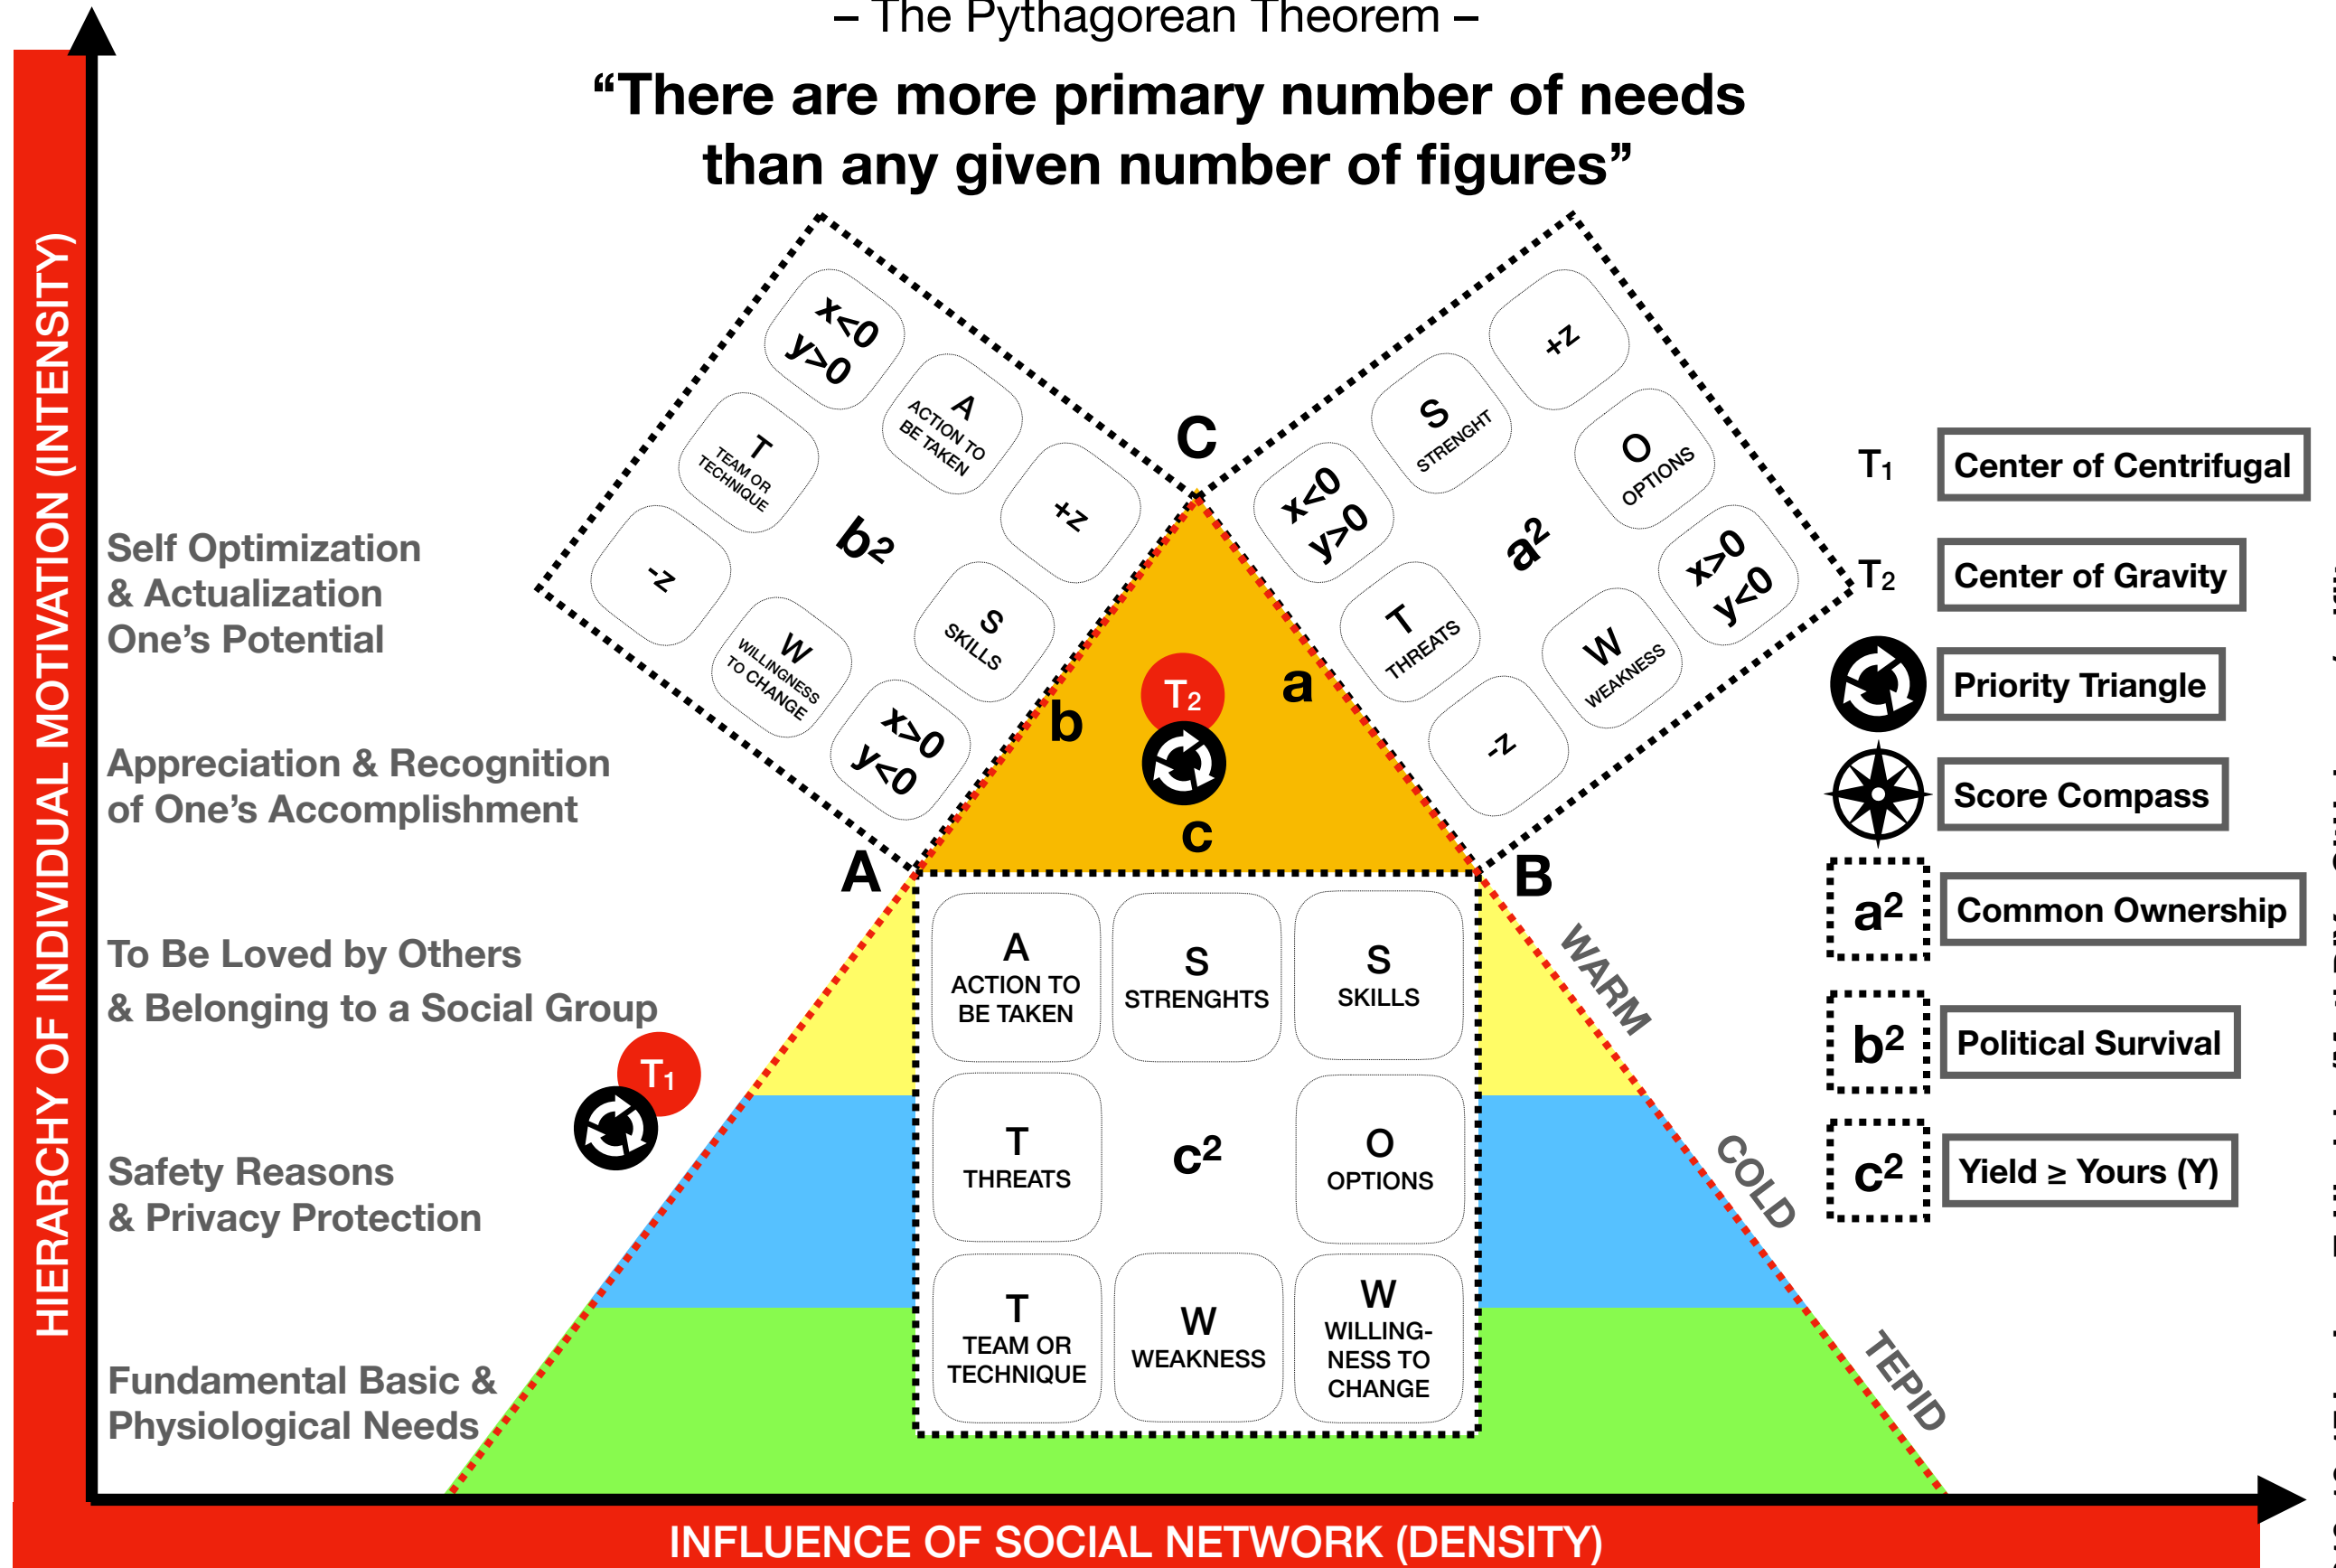 – The Pythagorean Theorem –
“There are more primary number of needs
than any given number of figures”
HIERARCHY OF INDIVIDUAL MOTIVATION (INTENSITY)
Self Optimization
& Actualization
One’s Potential
Appreciation & Recognition
of One’s Accomplishment
To Be Loved by Others
& Belonging to a Social Group
Safety Reasons
& Privacy Protection
Fundamental Basic &
Physiological Needs
T₁
x<0
y>0
A
ACTION TO
BE TAKEN
+z
T
TEAM OR
TECHNIQUE
b²
S
SKILLS
-z
W
WILLINGNESS
TO CHANGE
x>0
y<0
x<0
y>0
S
STRENGHT
+z
T
THREATS
a²
O
OPTIONS
-z
W
WEAKNESS
x>0
y<0
C
b
T₂
a
c
A
B
A
ACTION TO
BE TAKEN
S
STRENGHTS
S
SKILLS
T
THREATS
c²
O
OPTIONS
T
TEAM OR
TECHNIQUE
W
WEAKNESS
W
WILLING-
NESS TO
CHANGE
WARM
COLD
TEPID
T₁ Center of Centrifugal
T₂ Center of Gravity
Priority Triangle
Score Compass
a² Common Ownership
b² Political Survival
c² Yield ≥ Yours (Y)
INFLUENCE OF SOCIAL NETWORK (DENSITY)